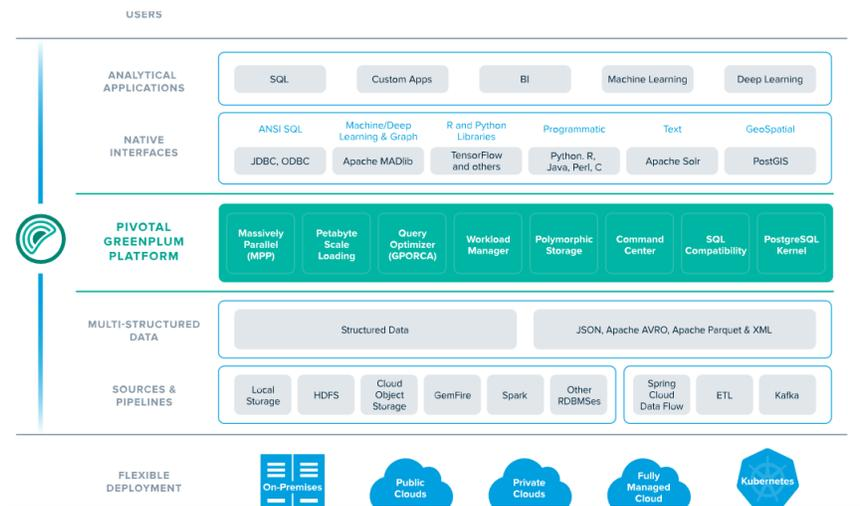 USERS
ANALYTICAL
APPLICATIONS
SQL
Custom Apps
BI
Machine Learning
Deep Learning
NATIVE
INTERFACES
ANSI SQL
Machine/Deep
Learning & Graph
R and Python
Libraries
Programmatic
Text
GeoSpatial
JDBC, ODBC
Apache MADlib
TensorFlow
and others
Python. R,
Java, Perl, C
Apache Solr
PostGIS
PIVOTAL
GREENPLUM
PLATFORM
Massively
Parallel
(MPP)
Petabyte
Scale
Loading
Query
Optimizer
(GPORCA)
Workload
Manager
Polymorphic
Storage
Command
Center
SQL
Compatibility
PostgreSQL
Kernel
MULTI-STRUCTURED
DATA
Structured Data
JSON, Apache AVRO, Apache Parquet & XML
SOURCES &
PIPELINES
Local
Storage
HDFS
Cloud
Object
Storage
GemFire
Spark
Other
RDBMSes
Spring
Cloud
Data Flow
ETL
Kafka
FLEXIBLE
DEPLOYMENT
On-Premises
Public
Clouds
Private
Clouds
Fully
Managed
Cloud
Kubernetes